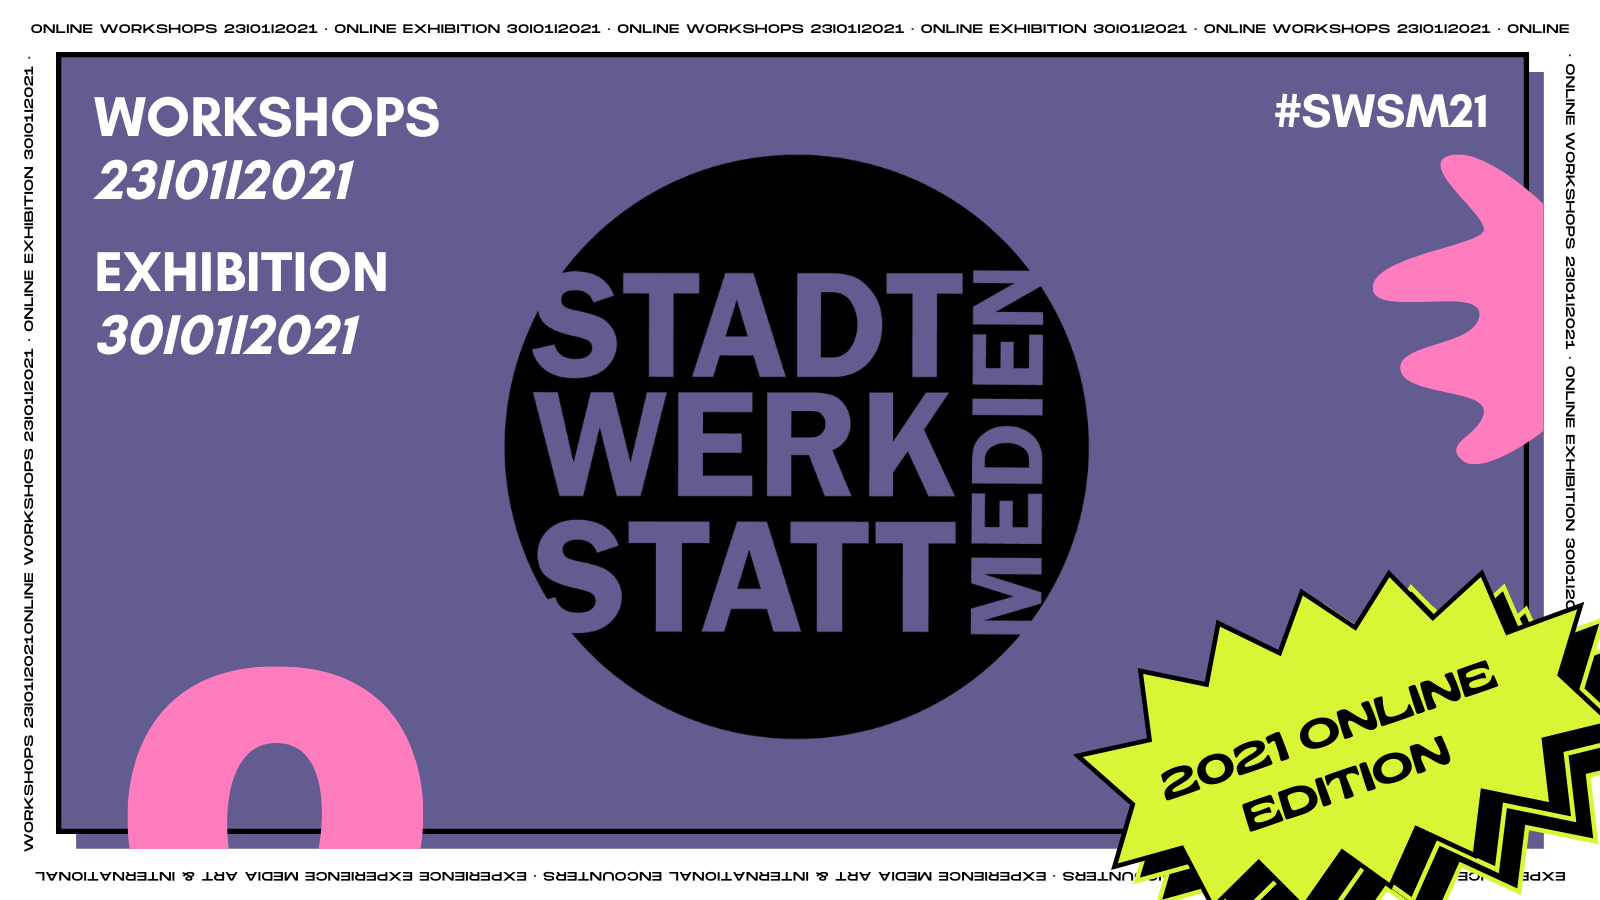 ONLINE WORKSHOPS 23|01|2021 · ONLINE EXHIBITION 30|01|2021 · ONLINE WORKSHOPS 23|01|2021 · ONLINE EXHIBITION 30|01|2021 · ONLINE WORKSHOPS 23|01|2021 · ONLINE
WORKSHOPS
23|01|2021
EXHIBITION
30|01|2021
#SWSM21
STADT
WERK
STATT
MEDIEN
2021 ONLINE
EDITION
· ONLINE WORKSHOPS 23|01|2021 · ONLINE EXHIBITION 30|01|20
EXPERIENCE MEDIA ART & INTERNATIONAL ENCOUNTERS · EXPERIENCE EXPERIENCE MEDIA ART & INTERNATIONAL
WORKSHOPS 23|01|2021ONLINE WORKSHOPS 23|01|2021 · ONLINE EXHIBITION 30|01|2021 ·